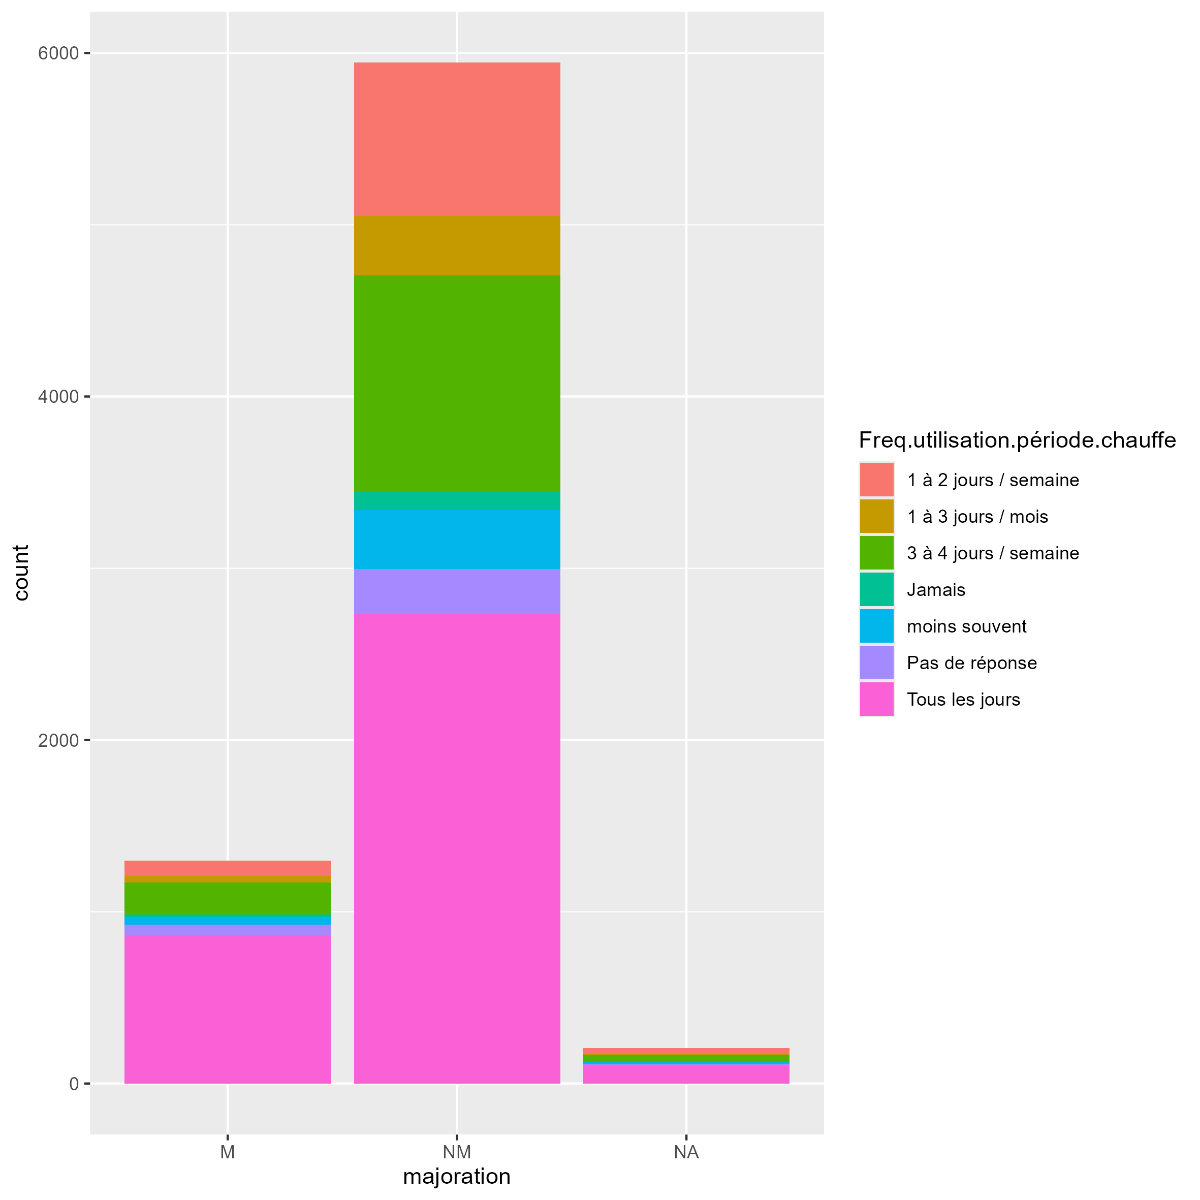 6000
4000
2000
0
count
M
NM
NA
majoration
Freq.utilisation.période.chauffe
1 à 2 jours / semaine
1 à 3 jours / mois
3 à 4 jours / semaine
Jamais
moins souvent
Pas de réponse
Tous les jours